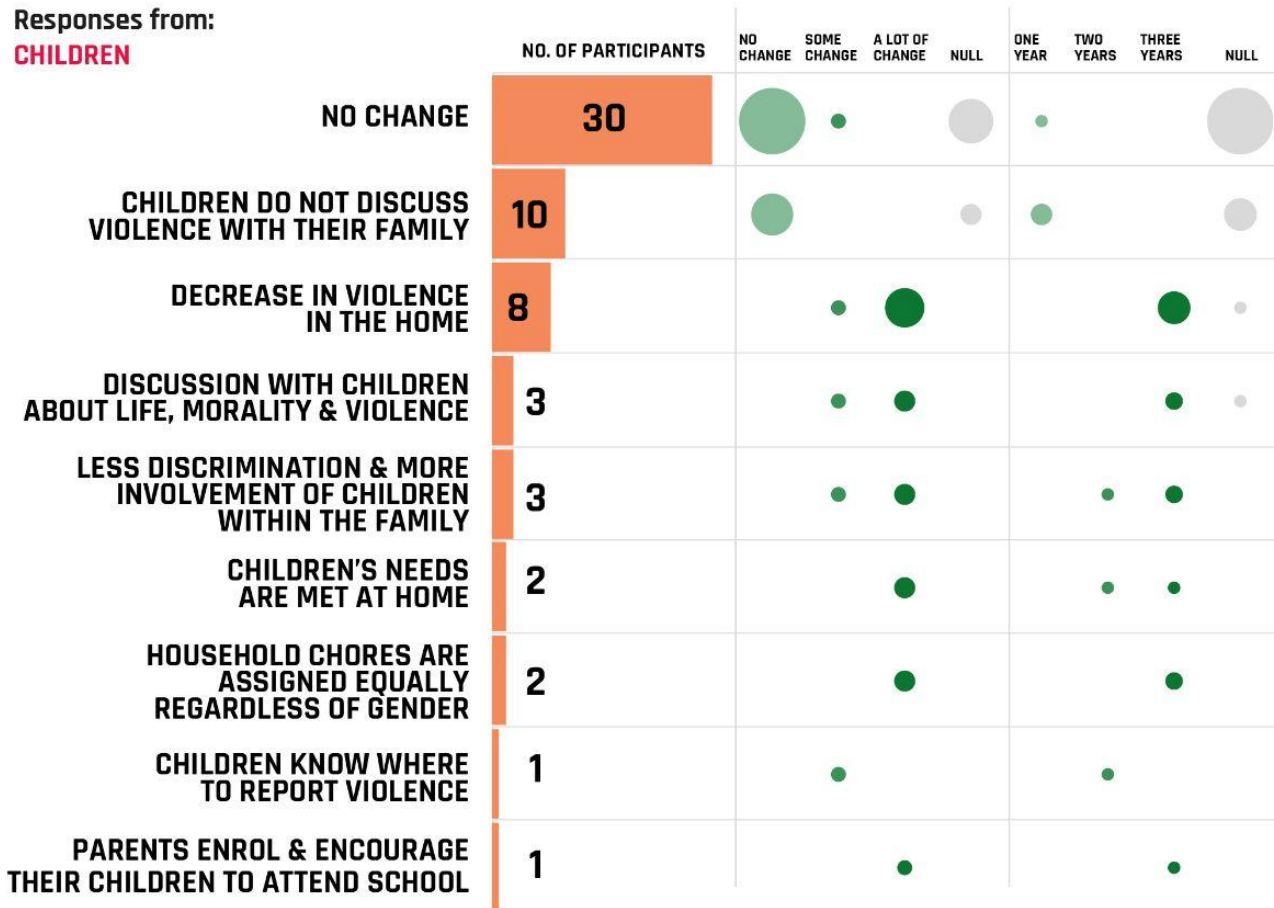 Responses from:
CHILDREN
NO. OF PARTICIPANTS
NO
CHANGE
SOME
CHANGE
A LOT OF
CHANGE
NULL
ONE
YEAR
TWO
YEARS
THREE
YEARS
NULL
NO CHANGE
30
CHILDREN DO NOT DISCUSS
VIOLENCE WITH THEIR FAMILY
10
DECREASE IN VIOLENCE
IN THE HOME
8
DISCUSSION WITH CHILDREN
ABOUT LIFE, MORALITY & VIOLENCE
3
LESS DISCRIMINATION & MORE
INVOLVEMENT OF CHILDREN
WITHIN THE FAMILY
3
CHILDREN'S NEEDS
ARE MET AT HOME
2
HOUSEHOLD CHORES ARE
ASSIGNED EQUALLY
REGARDLESS OF GENDER
2
CHILDREN KNOW WHERE
TO REPORT VIOLENCE
1
PARENTS ENROL & ENCOURAGE
THEIR CHILDREN TO ATTEND SCHOOL
1